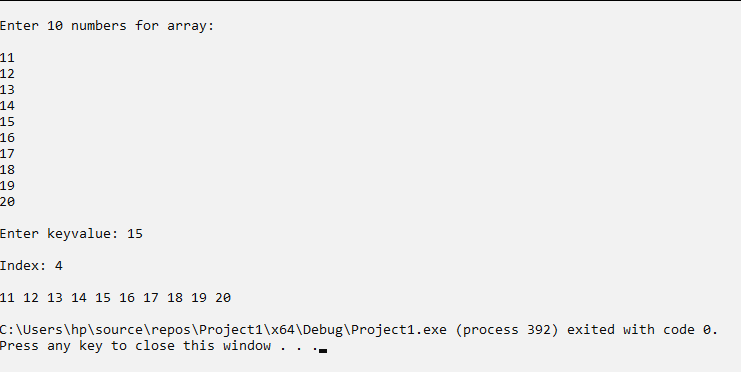 Enter 10 numbers for array:
11
12
13
14
15
16
17
18
19
20
Enter keyvalue: 15
Index: 4
11 12 13 14 15 16 17 18 19 20
C:\Users\hp\source\repos\Project1\x64\Debug\Project1.exe (process 392) exited with code 0.
Press any key to close this window . . .